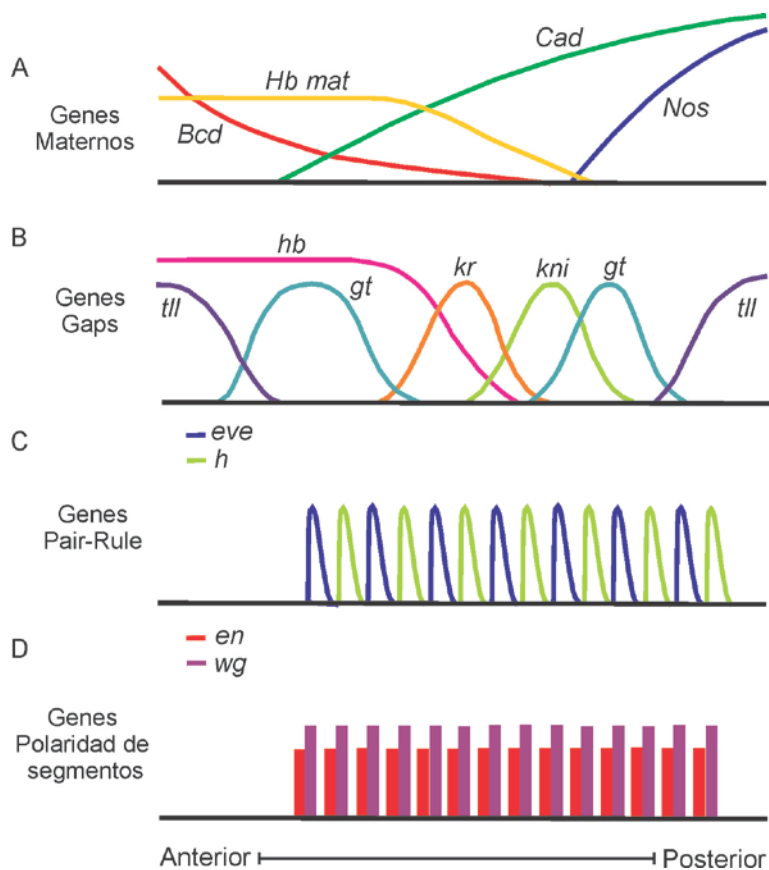 A
Genes
Maternos
Bcd
Hb mat
Cad
Nos
B
Genes
Gaps
tll
hb
gt
kr
kni
gt
tll
C
eve
h
Genes
Pair-Rule
D
en
wg
Genes
Polaridad de
segmentos
Anterior
Posterior